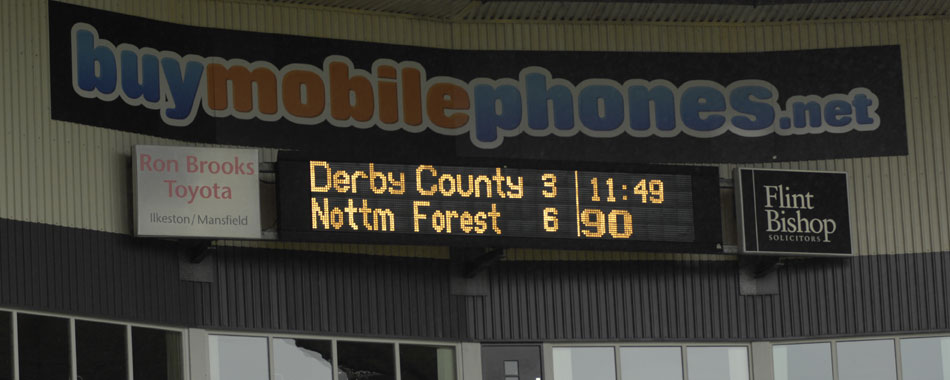 buymobilephones.net
Ron Brooks
Toyota
Ilkeston/Mansfield
Derby County 3 11:49
Nottm Forest 6 90
Flint
Bishop
SOLICITORS